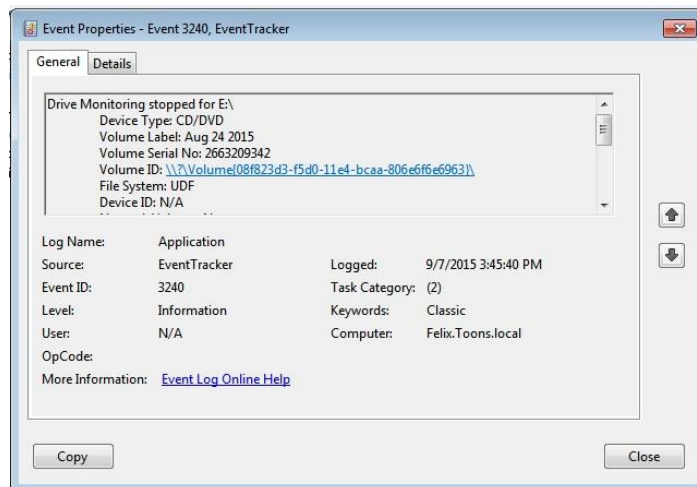 Event Properties - Event 3240, EventTracker
General Details
Drive Monitoring stopped for E:\
Device Type: CD/DVD
Volume Label: Aug 24 2015
Volume Serial No: 2663209342
Volume ID: \\?\Volume{08f823d3-f5d0-11e4-bcaa-806e6f6e6963}\
File System: UDF
Device ID: N/A
Log Name: Application
Source: EventTracker Logged: 9/7/2015 3:45:40 PM
Event ID: 3240 Task Category: (2)
Level: Information Keywords: Classic
User: N/A Computer: Felix.Toons.local
OpCode:
More Information: Event Log Online Help
Copy Close